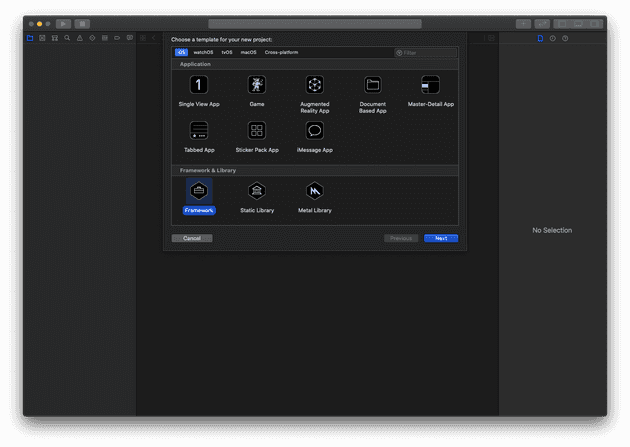 Choose a template for your new project:
iOS watchOS tvOS macOS Cross-platform Filter
Application
1
Single View App Game Augmented Reality App Document Based App Master-Detail App
Tabbed App Sticker Pack App iMessage App
Framework & Library
Framework Static Library Metal Library
Cancel Previous Next
No Selection